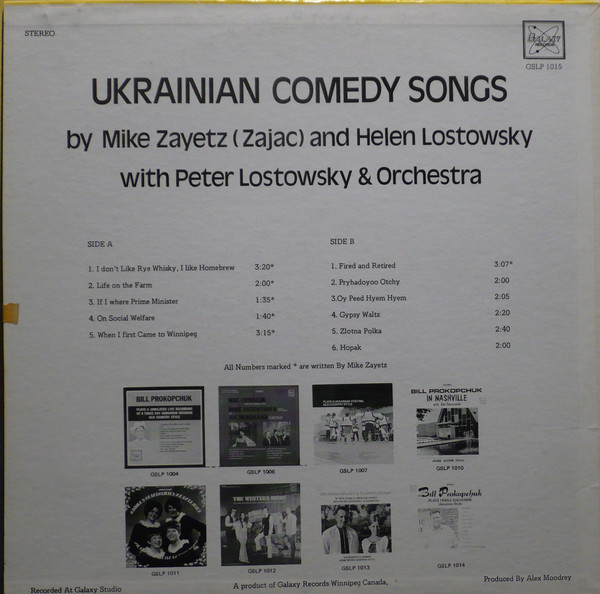 STEREO
GALAXY
RECORDS
GSLP 1015
UKRAINIAN COMEDY SONGS
by Mike Zayetz (Zajac) and Helen Lostowsky
with Peter Lostowsky & Orchestra
SIDE A
1. I don't Like Rye Whisky, I like Homebrew 3:20*
2. Life on the Farm 2:00*
3. If I where Prime Minister 1:35*
4. On Social Welfare 1:40*
5. When I first Came to Winnipeg 3:15*
SIDE B
1. Fired and Retired 3:07*
2. Pryhadoyoo Otchy 2:00
3.Oy Peed Hyem Hyem 2:05
4. Gypsy Waltz 2:20
5. Zlotna Polka 2:40
6. Hopak 2:00
All Numbers marked * are written By Mike Zayetz
BILL PROKOPCHUK
GSLP 1004
GSLP 1006
GSLP 1007
BILL PROKOPCHUK
IN NASHVILLE
GSLP 1010
GSLP 1011
GSLP 1012
GSLP 1013
Bill Prokopchuk
GSLP 1014
Recorded At Galaxy Studio
A product of Galaxy Records Winnipeg Canada,
Produced By Alex Moodrey